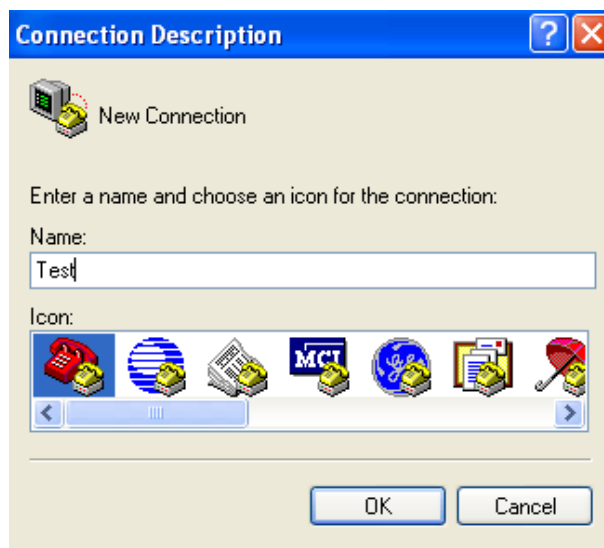 Connection Description
New Connection
Enter a name and choose an icon for the connection:
Name:
Test
Icon:
MCI
OK
Cancel